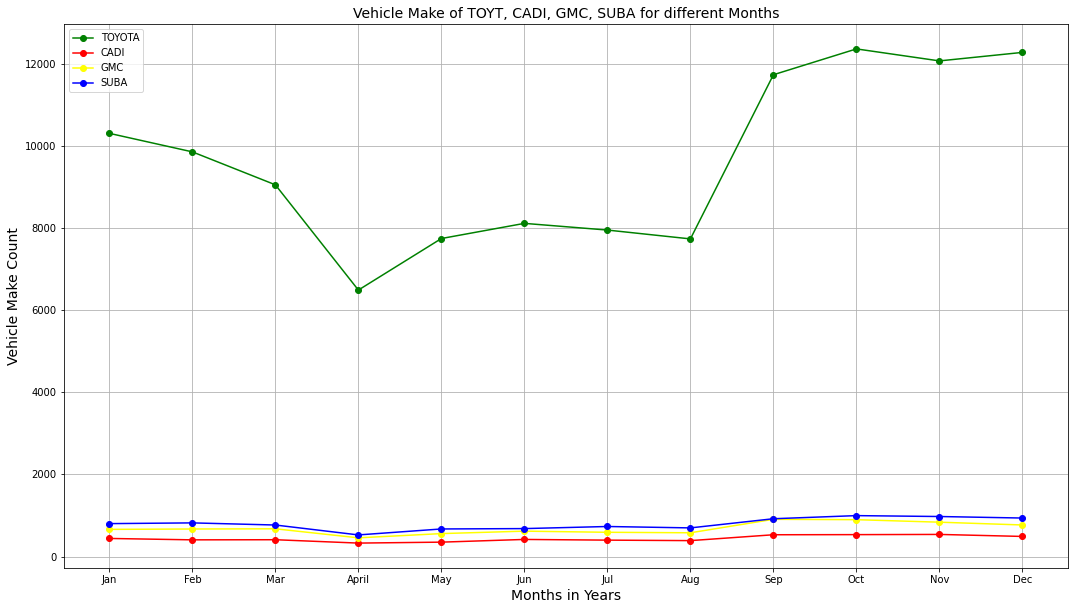 Vehicle Make of TOYT, CADI, GMC, SUBA for different Months
TOYOTA
CADI
GMC
SUBA
Vehicle Make Count
12000
10000
8000
6000
4000
2000
0
Jan Feb Mar April May Jun Jul Aug Sep Oct Nov Dec
Months in Years